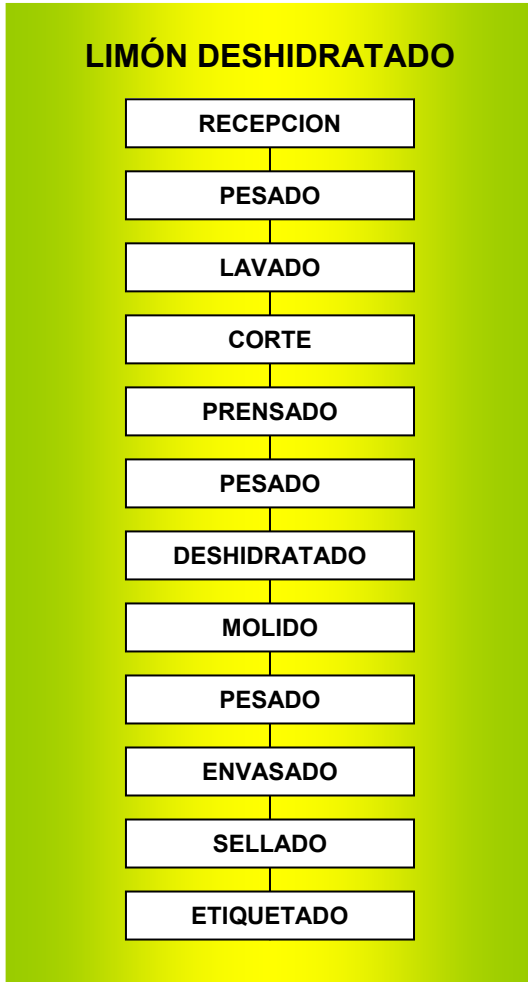 LIMÓN DESHIDRATADO
RECEPCION
PESADO
LAVADO
CORTE
PRENSADO
PESADO
DESHIDRATADO
MOLIDO
PESADO
ENVASADO
SELLADO
ETIQUETADO